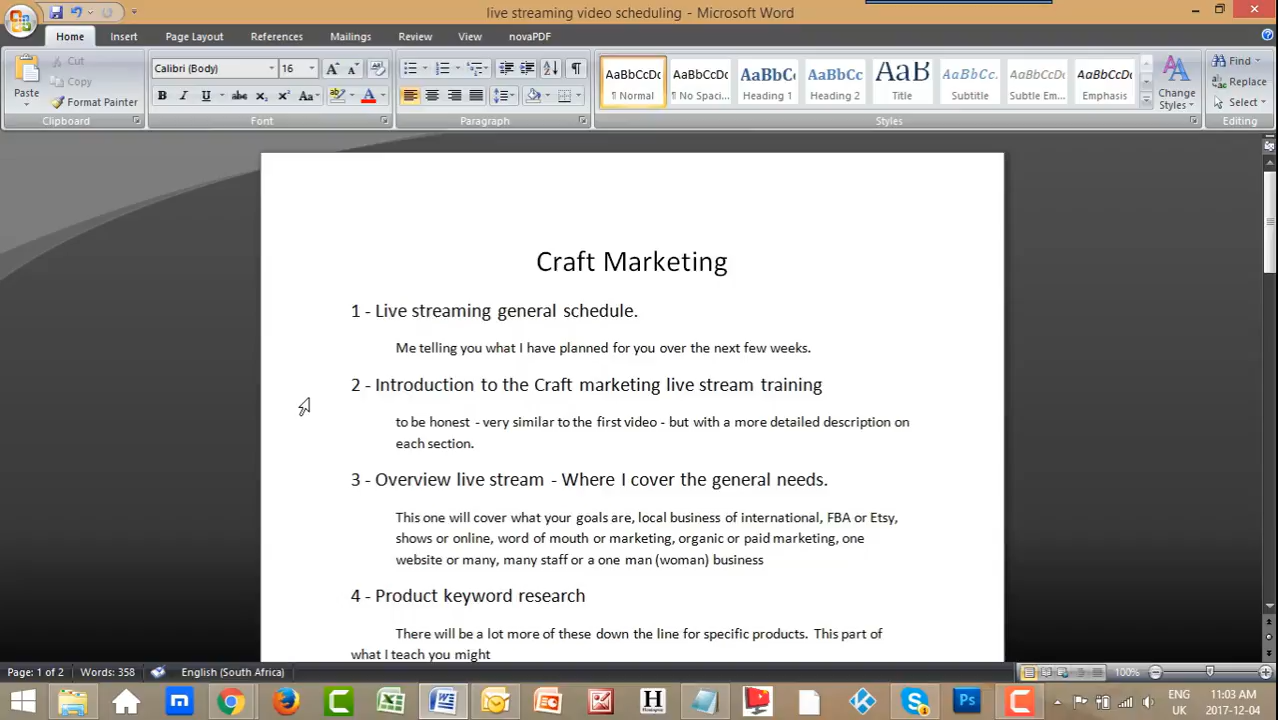 live streaming video scheduling - Microsoft Word
Home Insert Page Layout References Mailings Review View novaPDF
Paste Cut Copy Format Painter Clipboard
Calibri (Body) 16 Font
Paragraph
AaBbCcDc AaBbCcDc AaBbC AaBbCc AaB AaBbCc. AaBbCcDc AaBbCcDc
¶ Normal ¶ No Spaci... Heading 1 Heading 2 Title Subtitle Subtle Em... Emphasis
Styles
Change Styles
Find Replace Select Editing
Craft Marketing
1 - Live streaming general schedule.
Me telling you what I have planned for you over the next few weeks.
2 - Introduction to the Craft marketing live stream training
to be honest - very similar to the first video - but with a more detailed description on
each section.
3 - Overview live stream - Where I cover the general needs.
This one will cover what your goals are, local business of international, FBA or Etsy,
shows or online, word of mouth or marketing, organic or paid marketing, one
website or many, many staff or a one man (woman) business
4 - Product keyword research
There will be a lot more of these down the line for specific products. This part of
what I teach you might
Page: 1 of 2 Words: 358 English (South Africa) 100%
ENG 11:03 AM
UK 2017-12-04